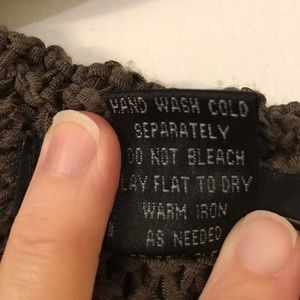 HAND WASH COLD
SEPARATELY
DO NOT BLEACH
LAY FLAT TO DRY
WARM IRON
AS NEEDED